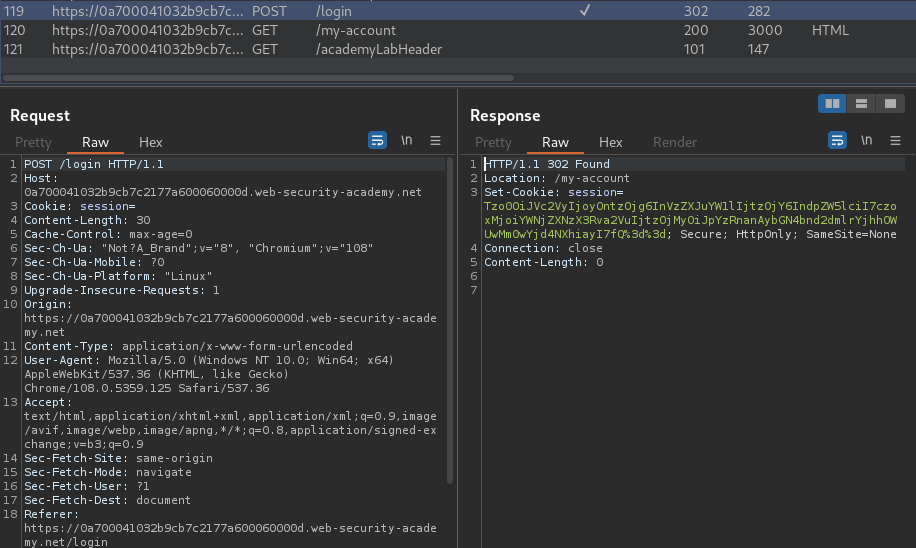 119 https://0a700041032b9cb7c... POST /login ✓ 302 282
120 https://0a700041032b9cb7c... GET /my-account 200 3000 HTML
121 https://0a700041032b9cb7c... GET /academyLabHeader 101 147
Request
Pretty Raw Hex \n
1 POST /login HTTP/1.1
2 Host:
0a700041032b9cb7c2177a600060000d.web-security-academy.net
3 Cookie: session=
4 Content-Length: 30
5 Cache-Control: max-age=0
6 Sec-Ch-Ua: "Not?A_Brand";v="8", "Chromium";v="108"
7 Sec-Ch-Ua-Mobile: ?0
8 Sec-Ch-Ua-Platform: "Linux"
9 Upgrade-Insecure-Requests: 1
10 Origin:
https://0a700041032b9cb7c2177a600060000d.web-security-acade
my.net
11 Content-Type: application/x-www-form-urlencoded
12 User-Agent: Mozilla/5.0 (Windows NT 10.0; Win64; x64)
AppleWebKit/537.36 (KHTML, like Gecko)
Chrome/108.0.5359.125 Safari/537.36
13 Accept:
text/html,application/xhtml+xml,application/xml;q=0.9,image
/avif,image/webp,image/apng,*/*;q=0.8,application/signed-ex
change;v=b3;q=0.9
14 Sec-Fetch-Site: same-origin
15 Sec-Fetch-Mode: navigate
16 Sec-Fetch-User: ?1
17 Sec-Fetch-Dest: document
18 Referer:
https://0a700041032b9cb7c2177a600060000d.web-security-acade
my.net/login
Response
Pretty Raw Hex Render \n
1 HTTP/1.1 302 Found
2 Location: /my-account
3 Set-Cookie: session=
Tzo0OiJVc2VyIjoyOntzOjg6InVzZXJuYW1lIjtzOjY6IndpZW5lciI7czo
xMjoiYWNjZXNzX3Rva2VuIjtzOjMyOiJpYzRnanAybGN4bnd2dmlrYjhhOW
UwMmOwYjd4NXhiayI7fQ%3d%3d; Secure; HttpOnly; SameSite=None
4 Connection: close
5 Content-Length: 0
6
7